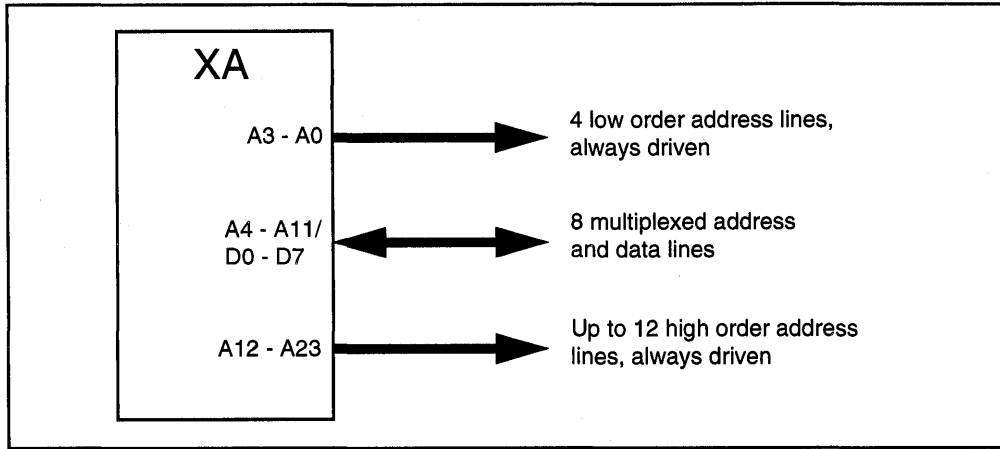 XA
A3 - A0
4 low order address lines,
always driven
A4 - A11/
D0 - D7
8 multiplexed address
and data lines
A12 - A23
Up to 12 high order address
lines, always driven